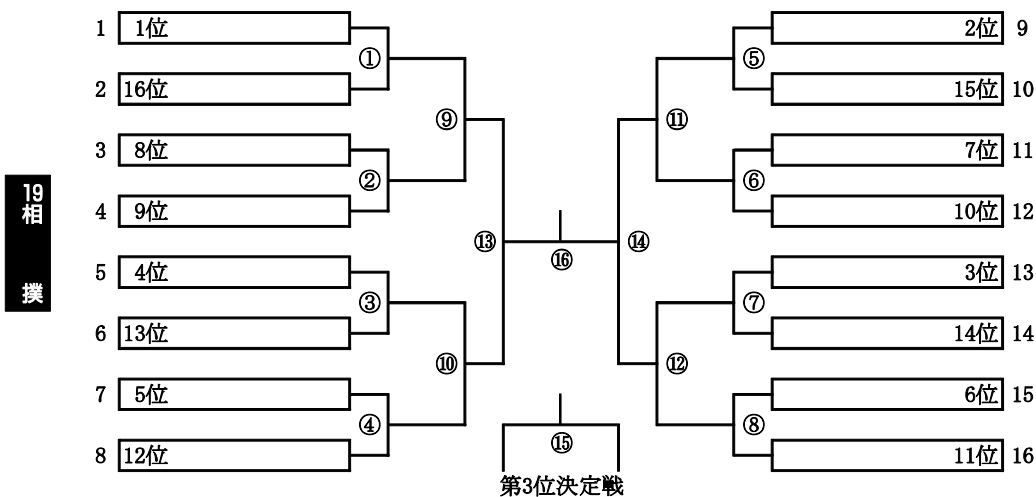 19
相
撲
1 1位
①
2 16位
⑨
3 8位
②
4 9位
⑬
5 4位
③
6 13位
⑩
7 5位
④
8 12位
⑯
⑮
第3位決定戦
2位 9
⑤
15位 10
⑪
7位 11
⑥
10位 12
⑭
3位 13
⑦
14位 14
⑫
6位 15
⑧
11位 16